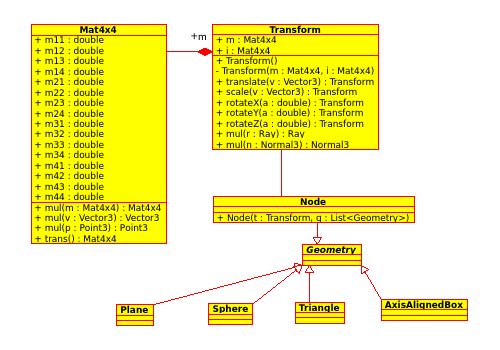 Mat4x4
+ m11 : double
+ m12 : double
+ m13 : double
+ m14 : double
+ m21 : double
+ m22 : double
+ m23 : double
+ m24 : double
+ m31 : double
+ m32 : double
+ m33 : double
+ m34 : double
+ m41 : double
+ m42 : double
+ m43 : double
+ m44 : double
+ mul(m : Mat4x4) : Mat4x4
+ mul(v : Vector3) : Vector3
+ mul(p : Point3) : Point3
+ trans() : Mat4x4
+m
Transform
+ m : Mat4x4
+ i : Mat4x4
+ Transform()
- Transform(m : Mat4x4, i : Mat4x4)
+ translate(v : Vector3) : Transform
+ scale(v : Vector3) : Transform
+ rotateX(a : double) : Transform
+ rotateY(a : double) : Transform
+ rotateZ(a : double) : Transform
+ mul(r : Ray) : Ray
+ mul(n : Normal3) : Normal3
Node
+ Node(t : Transform, g : List<Geometry>)
Geometry
Plane
Sphere
Triangle
AxisAlignedBox